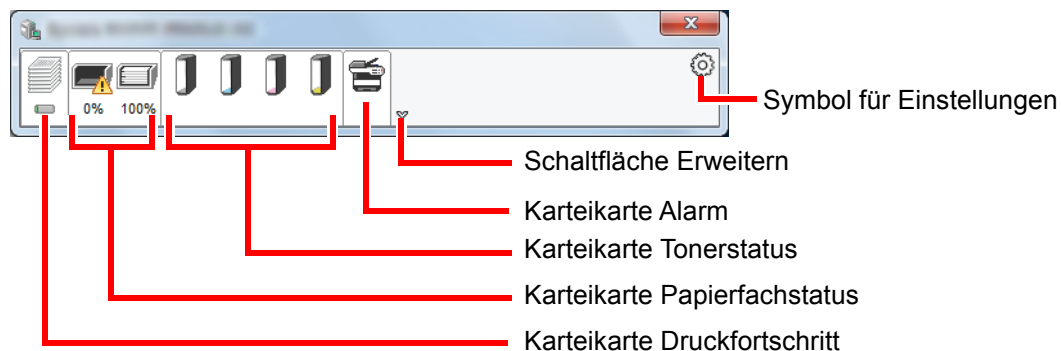 0%
100%
Symbol für Einstellungen
Schaltfläche Erweitern
Karteikarte Alarm
Karteikarte Tonerstatus
Karteikarte Papierfachstatus
Karteikarte Druckfortschritt